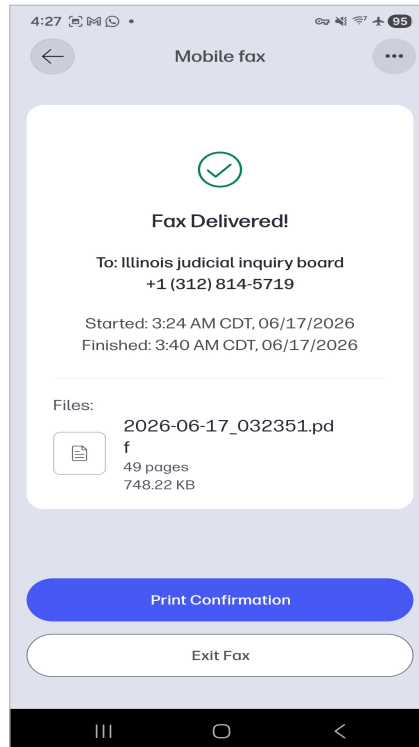 4:27
95
Mobile fax
Fax Delivered!
To: Illinois judicial inquiry board
+1 (312) 814-5719
Started: 3:24 AM CDT, 06/17/2026
Finished: 3:40 AM CDT, 06/17/2026
Files:
2026-06-17_032351.pd
f
49 pages
748.22 KB
Print Confirmation
Exit Fax